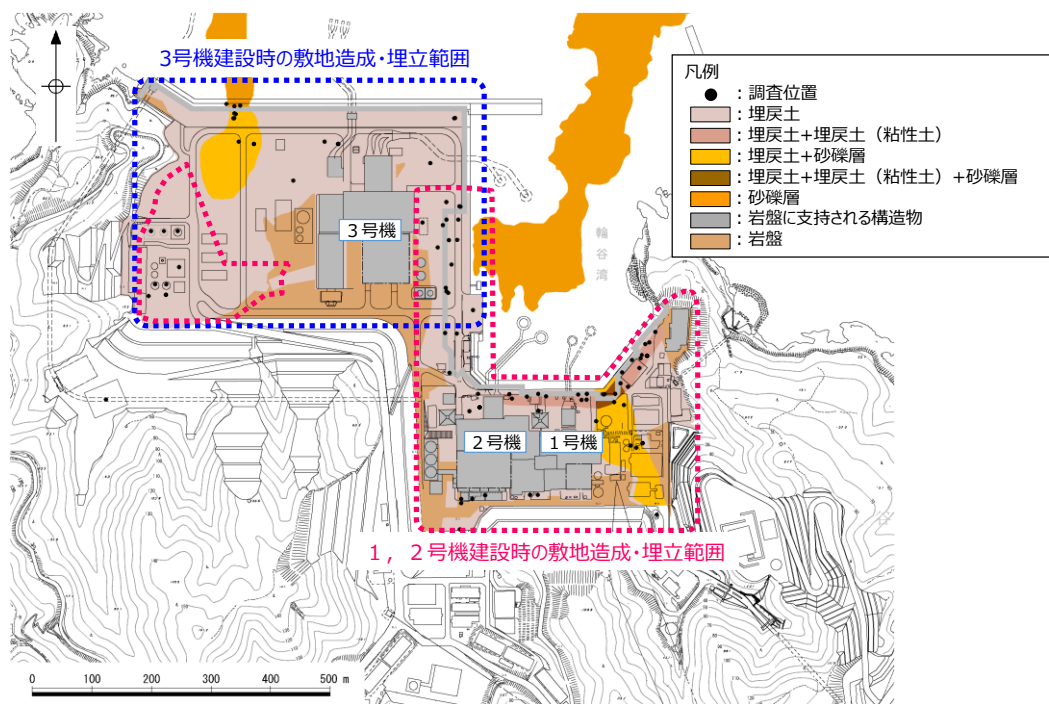 3号機建設時の敷地造成・埋立範囲
凡例
：調査位置
：埋戻土
：埋戻土+埋戻土（粘性土）
：埋戻土+砂礫層
：埋戻土+埋戻土（粘性土）+砂礫層
：砂礫層
：岩盤に支持される構造物
：岩盤
3号機
輪谷湾
２号機
１号機
谷
１，２号機建設時の敷地造成・埋立範囲
0 100 200 300 400 500 m